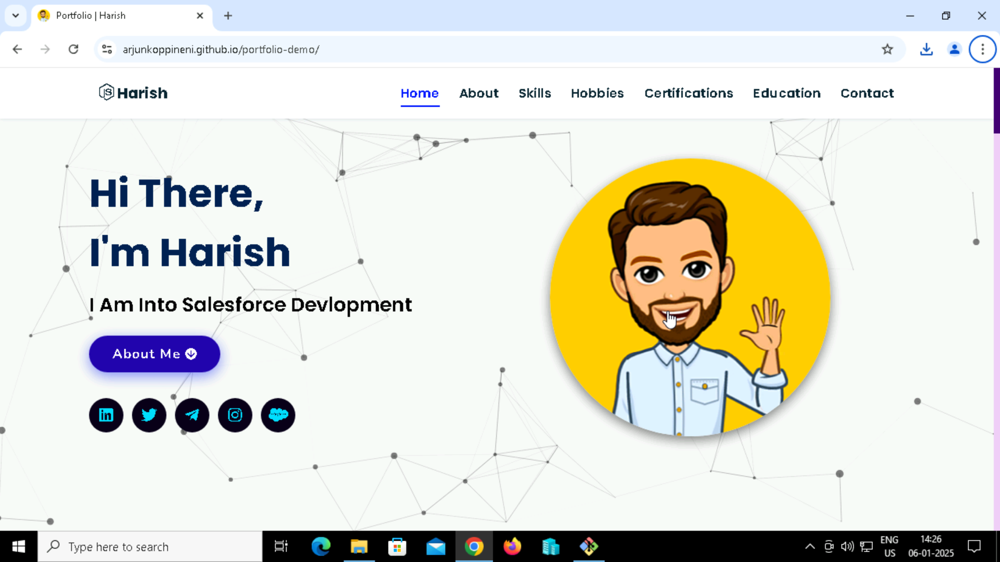 Portfolio | Harish
arjunkoppineni.github.io/portfolio-demo/
Harish
Home About Skills Hobbies Certifications Education Contact
Hi There,
I'm Harish
I Am Into Salesforce Devlopment
About Me
Type here to search
ENG
US
14:26
06-01-2025